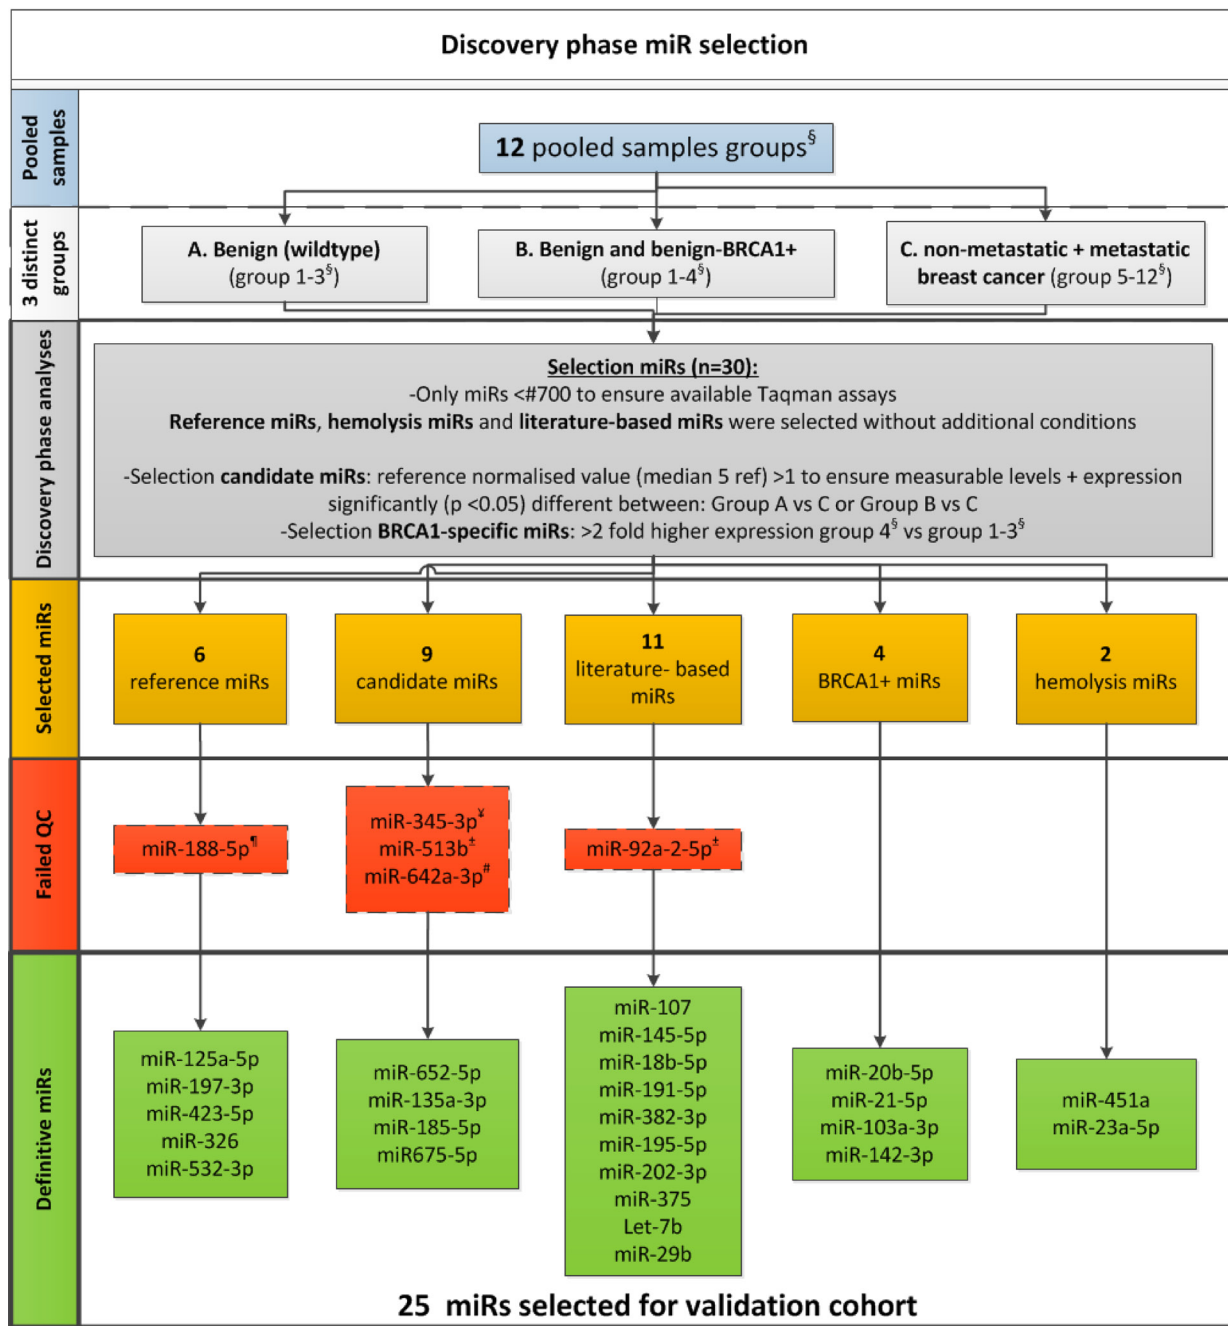 Discovery phase miR selection
Pooled
samples
12 pooled samples groups§
3 distinct
groups
A. Benign (wildtype)
(group 1-3§)
B. Benign and benign-BRCA1+
(group 1-4§)
C. non-metastatic + metastatic
breast cancer (group 5-12§)
Discovery phase analyses
Selection miRs (n=30):
-Only miRs <#700 to ensure available Taqman assays
Reference miRs, hemolysis miRs and literature-based miRs were selected without additional conditions
-Selection candidate miRs: reference normalised value (median 5 ref) >1 to ensure measurable levels + expression
significantly (p <0.05) different between: Group A vs C or Group B vs C
-Selection BRCA1-specific miRs: >2 fold higher expression group 4§ vs group 1-3§
Selected miRs
6
reference miRs
9
candidate miRs
11
literature- based
miRs
4
BRCA1+ miRs
2
hemolysis miRs
Failed QC
miR-188-5p¶
miR-345-3p¥
miR-513b±
miR-642a-3p#
miR-92a-2-5p±
Definitive miRs
miR-125a-5p
miR-197-3p
miR-423-5p
miR-326
miR-532-3p
miR-652-5p
miR-135a-3p
miR-185-5p
miR675-5p
miR-107
miR-145-5p
miR-18b-5p
miR-191-5p
miR-382-3p
miR-195-5p
miR-202-3p
miR-375
Let-7b
miR-29b
miR-20b-5p
miR-21-5p
miR-103a-3p
miR-142-3p
miR-451a
miR-23a-5p
25 miRs selected for validation cohort